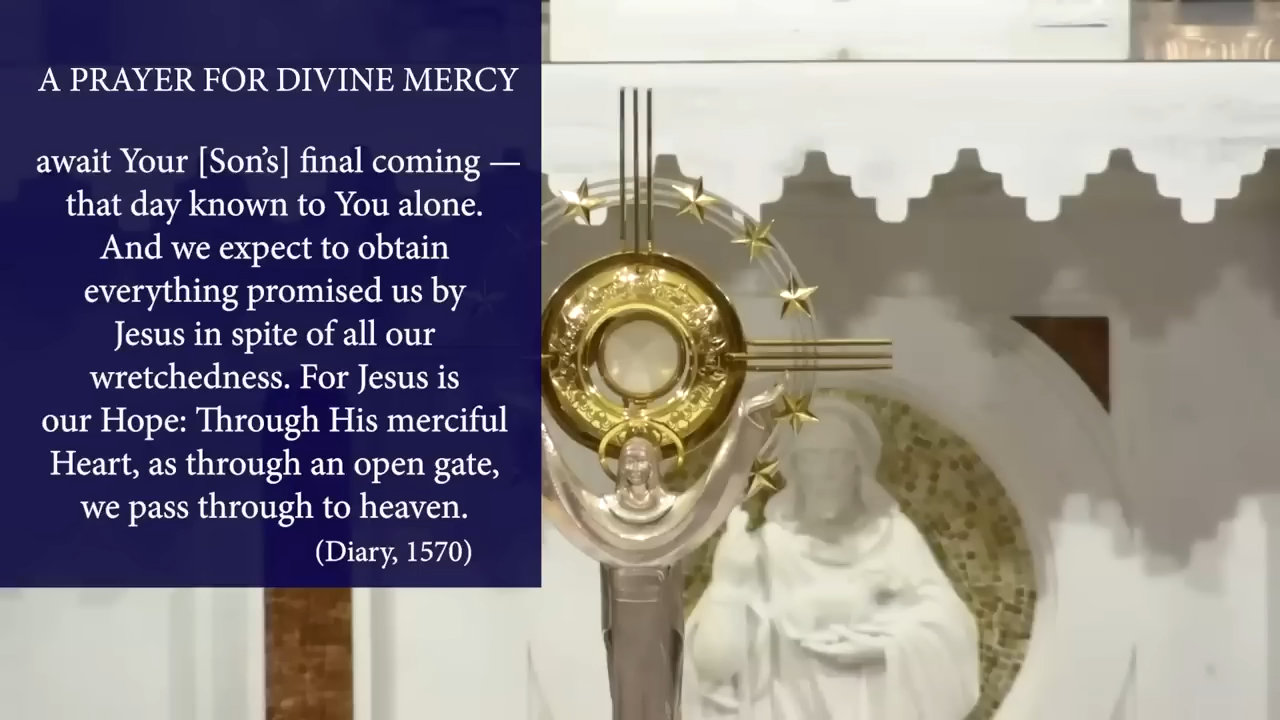 A PRAYER FOR DIVINE MERCY
await Your [Son's] final coming —
that day known to You alone.
And we expect to obtain
everything promised us by
Jesus in spite of all our
wretchedness. For Jesus is
our Hope: Through His merciful
Heart, as through an open gate,
we pass through to heaven.
(Diary, 1570)